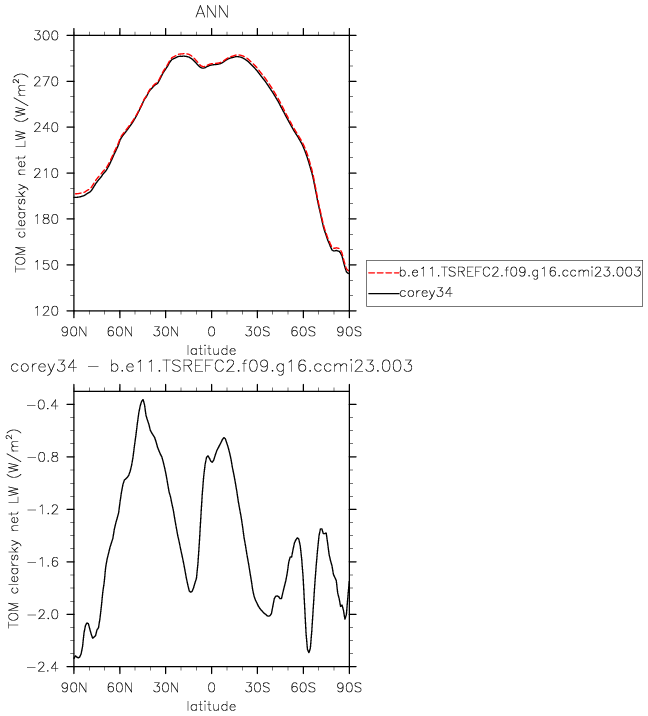 ANN
TOM clearsky net LW (W/m²)
300
270
240
210
180
150
120
90N 60N 30N 0 30S 60S 90S
latitude
b.e11.TSREFC2.f09.g16.ccmi23.003
corey34
corey34 − b.e11.TSREFC2.f09.g16.ccmi23.003
TOM clearsky net LW (W/m²)
−0.4
−0.8
−1.2
−1.6
−2.0
−2.4
90N 60N 30N 0 30S 60S 90S
latitude